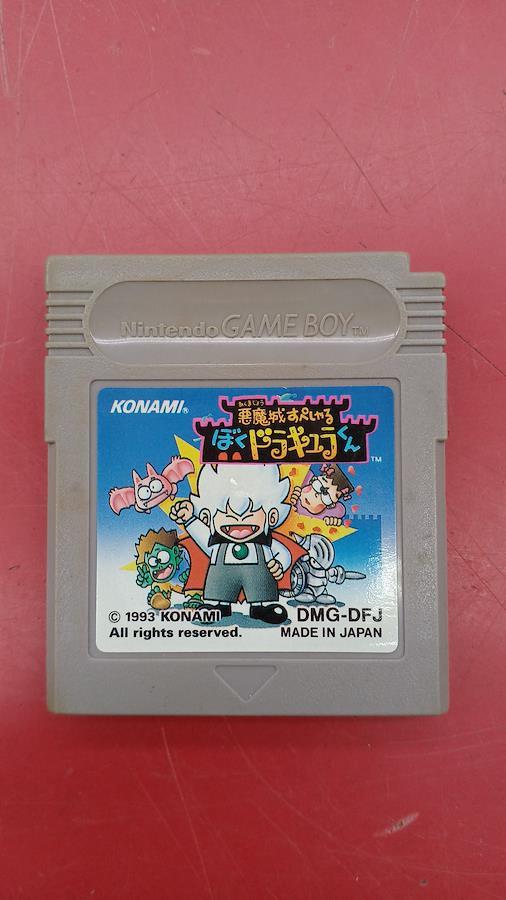 Nintendo GAME BOY TM
KONAMI®
あくまじょう
悪魔城すぺしゃる
ぼくドラキュラくん
TM
© 1993 KONAMI
All rights reserved.
DMG-DFJ
MADE IN JAPAN